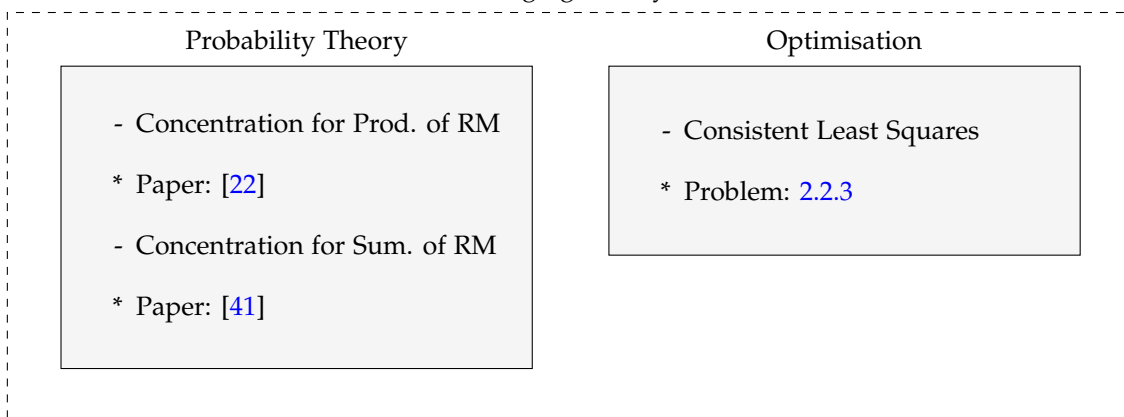 Probability Theory
Optimisation
- Concentration for Prod. of RM
* Paper: [22]
- Concentration for Sum. of RM
* Paper: [41]
- Consistent Least Squares
* Problem: 2.2.3